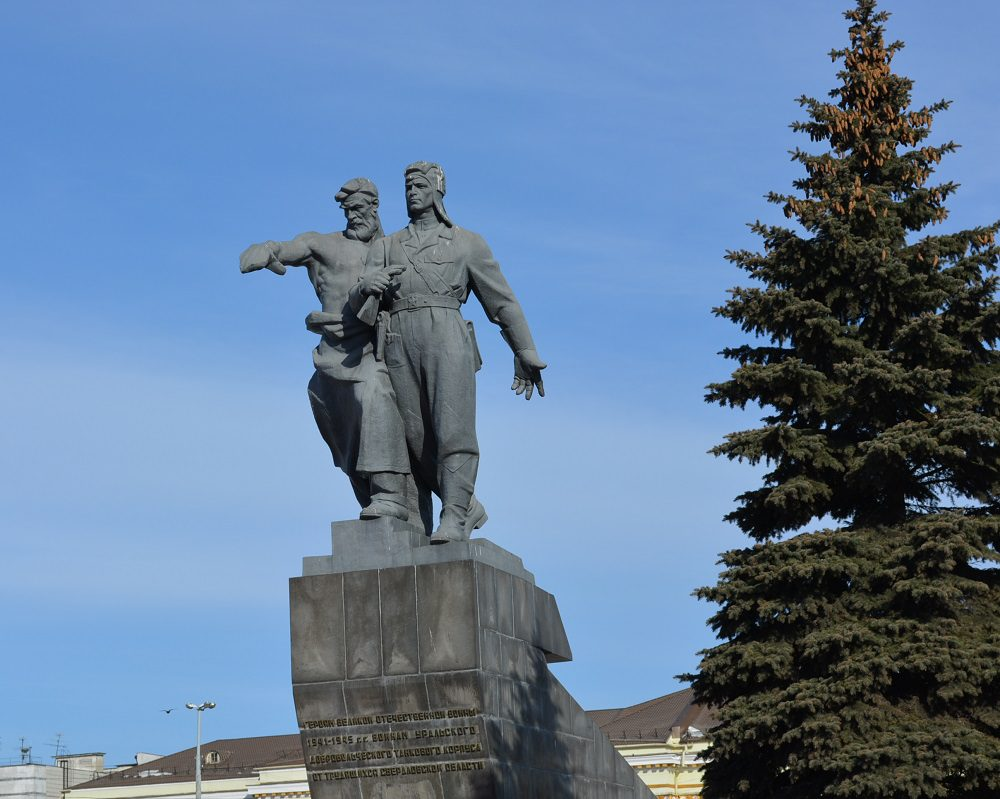 ГЕРОЯМ ВЕЛИКОЙ ОТЕЧЕСТВЕННОЙ ВОЙНЫ
1941-1945 гг. ВОИНАМ УРАЛЬСКОГО
ДОБРОВОЛЬЧЕСКОГО ТАНКОВОГО КОРПУСА
ОТ ТРУДЯЩИХСЯ СВЕРДЛОВСКОЙ ОБЛАСТИ